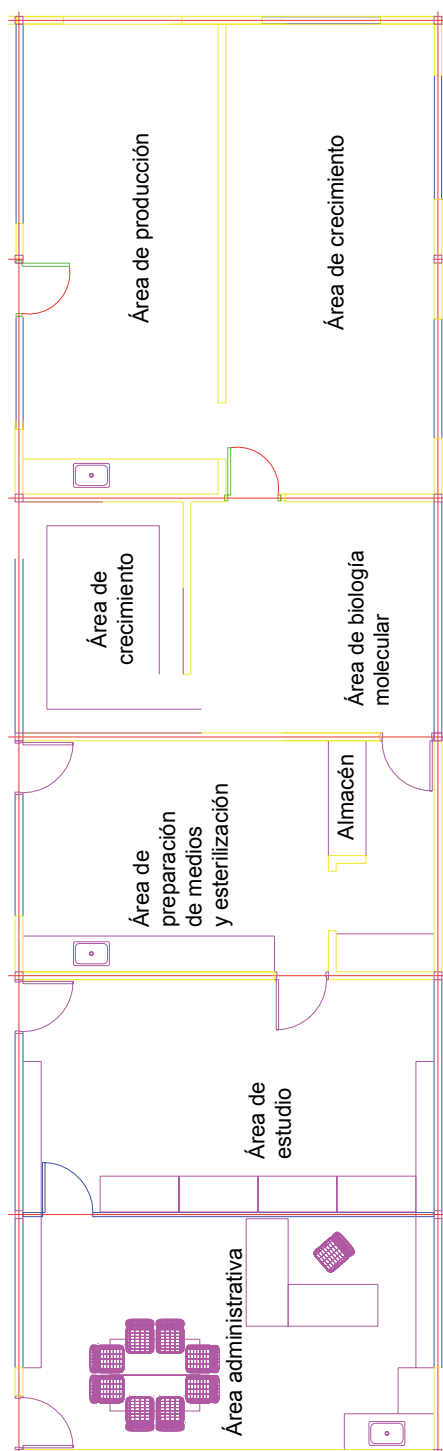 Área administrativa
Área de
estudio
Área de
preparación
de medios
y esterilización
Almacén
Área de
crecimiento
Área de biología
molecular
Área de producción
Área de crecimiento